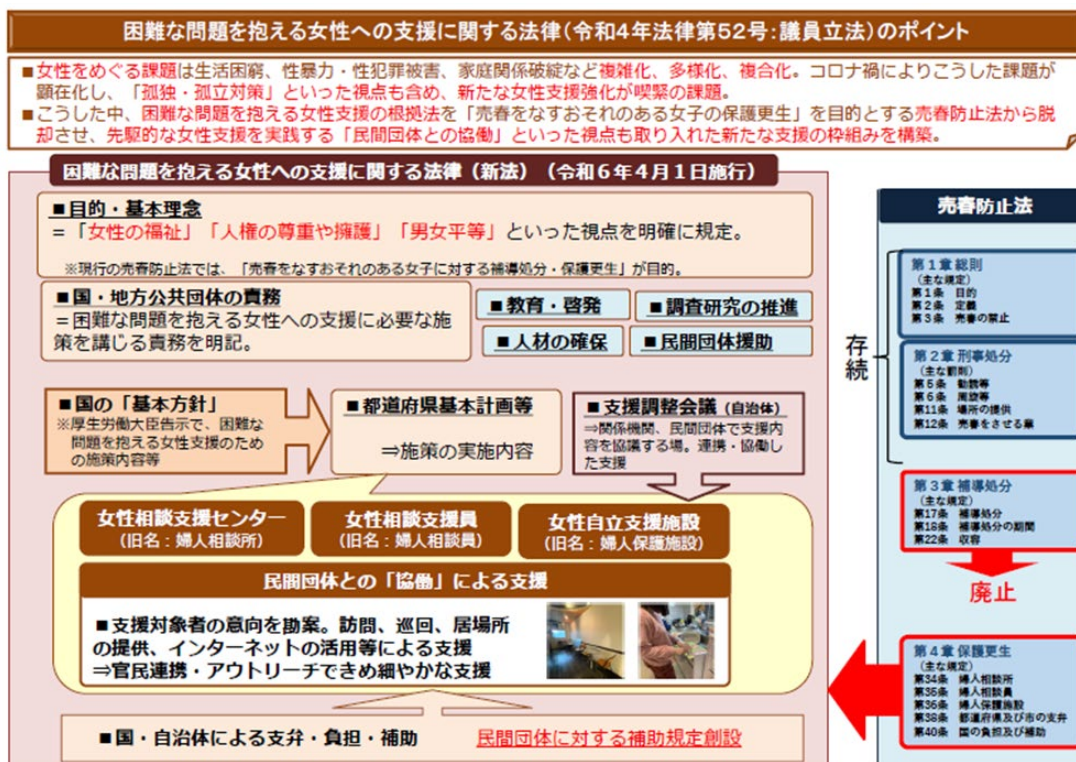 困難な問題を抱える女性への支援に関する法律(令和4年法律第52号:議員立法)のポイント
■女性をめぐる課題は生活困窮、性暴力・性犯罪被害、家庭関係破綻など複雑化、多様化、複合化。コロナ禍によりこうした課題が
顕在化し、「孤独・孤立対策」といった視点も含め、新たな女性支援強化が喫緊の課題。
■こうした中、困難な問題を抱える女性支援の根拠法を「売春をなすおそれのある女子の保護更生」を目的とする売春防止法から脱
却させ、先駆的な女性支援を実践する「民間団体との協働」といった視点も取り入れた新たな支援の枠組みを構築。
困難な問題を抱える女性への支援に関する法律(新法)(令和6年4月1日施行)
■目的・基本理念
=「女性の福祉」「人権の尊重や擁護」「男女平等」といった視点を明確に規定。
※現行の売春防止法では、「売春をなすおそれのある女子に対する補導処分・保護更生」が目的。
■国・地方公共団体の責務
=困難な問題を抱える女性への支援に必要な施
策を講じる責務を明記。
■教育・啓発
■調査研究の推進
■人材の確保
■民間団体援助
■国の「基本方針」
※厚生労働大臣告示で、困難な
問題を抱える女性支援のため
の施策内容等
■都道府県基本計画等
⇒施策の実施内容
■支援調整会議(自治体)
⇒関係機関、民間団体で支援内
容を協議する場。連携・協働し
た支援
女性相談支援センター
(旧名:婦人相談所)
女性相談支援員
(旧名:婦人相談員)
女性自立支援施設
(旧名:婦人保護施設)
民間団体との「協働」による支援
■支援対象者の意向を勘案。訪問、巡回、居場所
の提供、インターネットの活用等による支援
⇒官民連携・アウトリーチできめ細やかな支援
■国・自治体による支弁・負担・補助
民間団体に対する補助規定創設
売春防止法
存続
第1章 総則
(主な規定)
第1条 目的
第2条 定義
第3条 売春の禁止
第2章 刑事処分
(主な罰則)
第5条 勧誘等
第6条 周旋等
第11条 場所の提供
第12条 売春をさせる業
第3章 補導処分
(主な規定)
第17条 補導処分
第18条 補導処分の期間
第22条 収容
廃止
第4章 保護更生
(主な規定)
第34条 婦人相談所
第35条 婦人相談員
第36条 婦人保護施設
第38条 都道府県及び市の支弁
第40条 国の負担及び補助